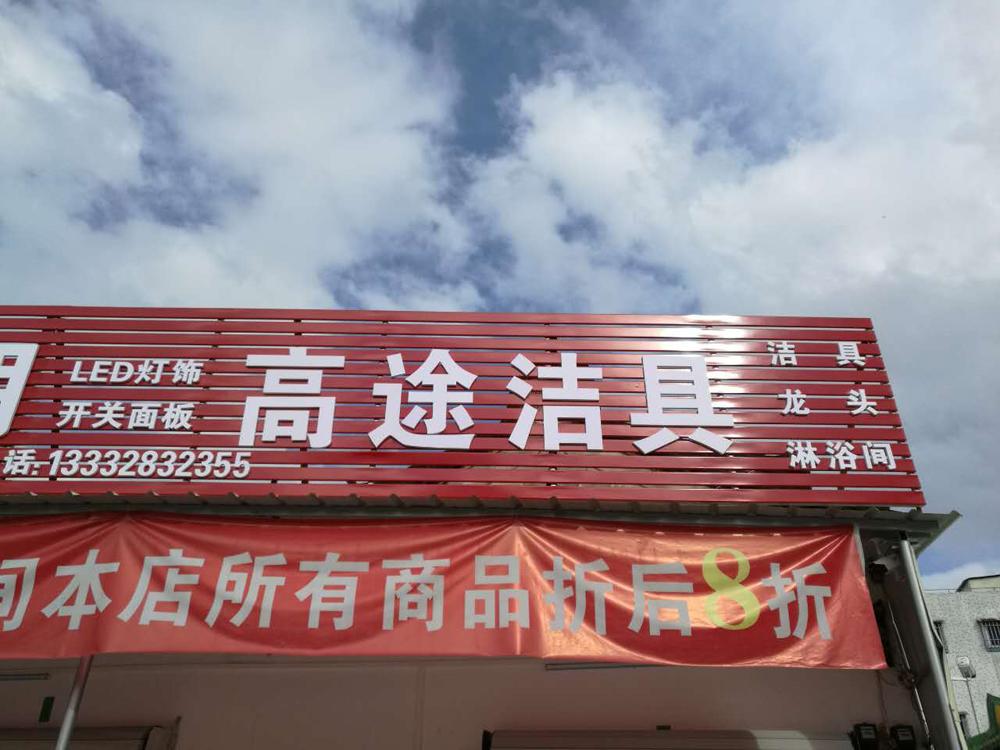 LED灯饰
开关面板
话:13332832355
高途洁具
洁具
龙头
淋浴间
间本店所有商品折后8折